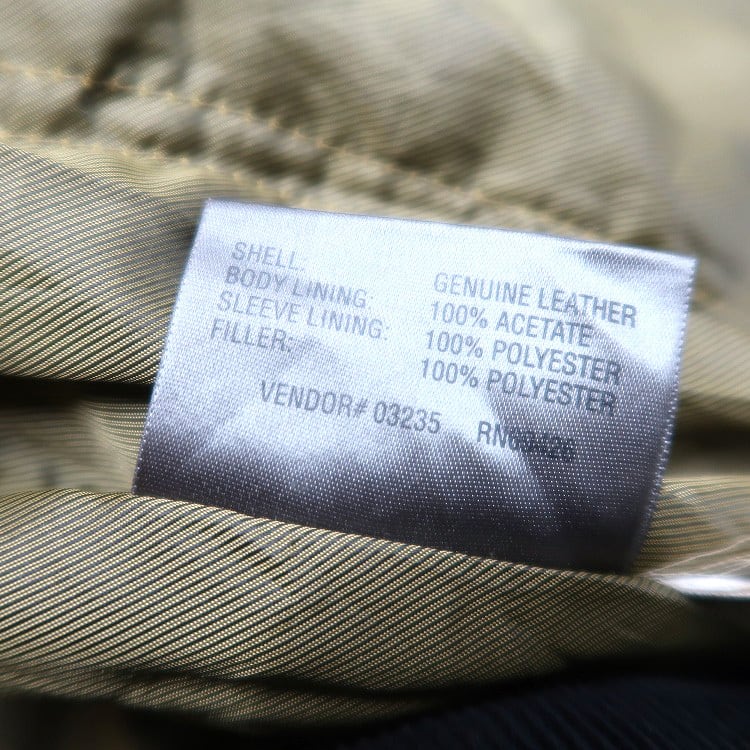 SHELL: GENUINE LEATHER
BODY LINING: 100% ACETATE
SLEEVE LINING: 100% POLYESTER
FILLER: 100% POLYESTER
VENDOR# 03235